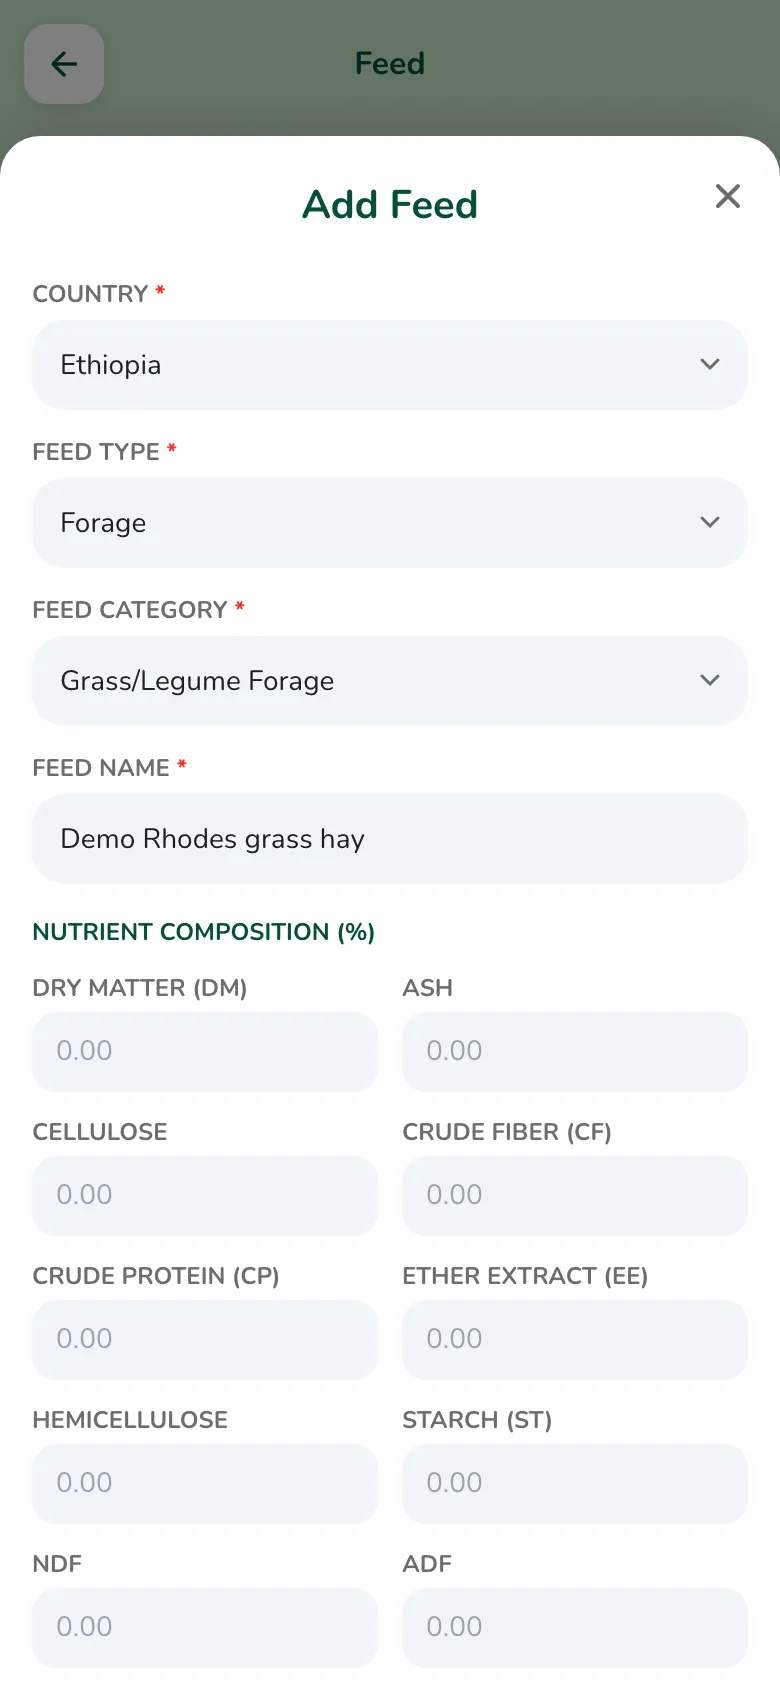 Feed
Add Feed
COUNTRY *
Ethiopia
FEED TYPE *
Forage
FEED CATEGORY *
Grass/Legume Forage
FEED NAME *
Demo Rhodes grass hay
NUTRIENT COMPOSITION (%)
DRY MATTER (DM) ASH
0.00 0.00
CELLULOSE CRUDE FIBER (CF)
0.00 0.00
CRUDE PROTEIN (CP) ETHER EXTRACT (EE)
0.00 0.00
HEMICELLULOSE STARCH (ST)
0.00 0.00
NDF ADF
0.00 0.00